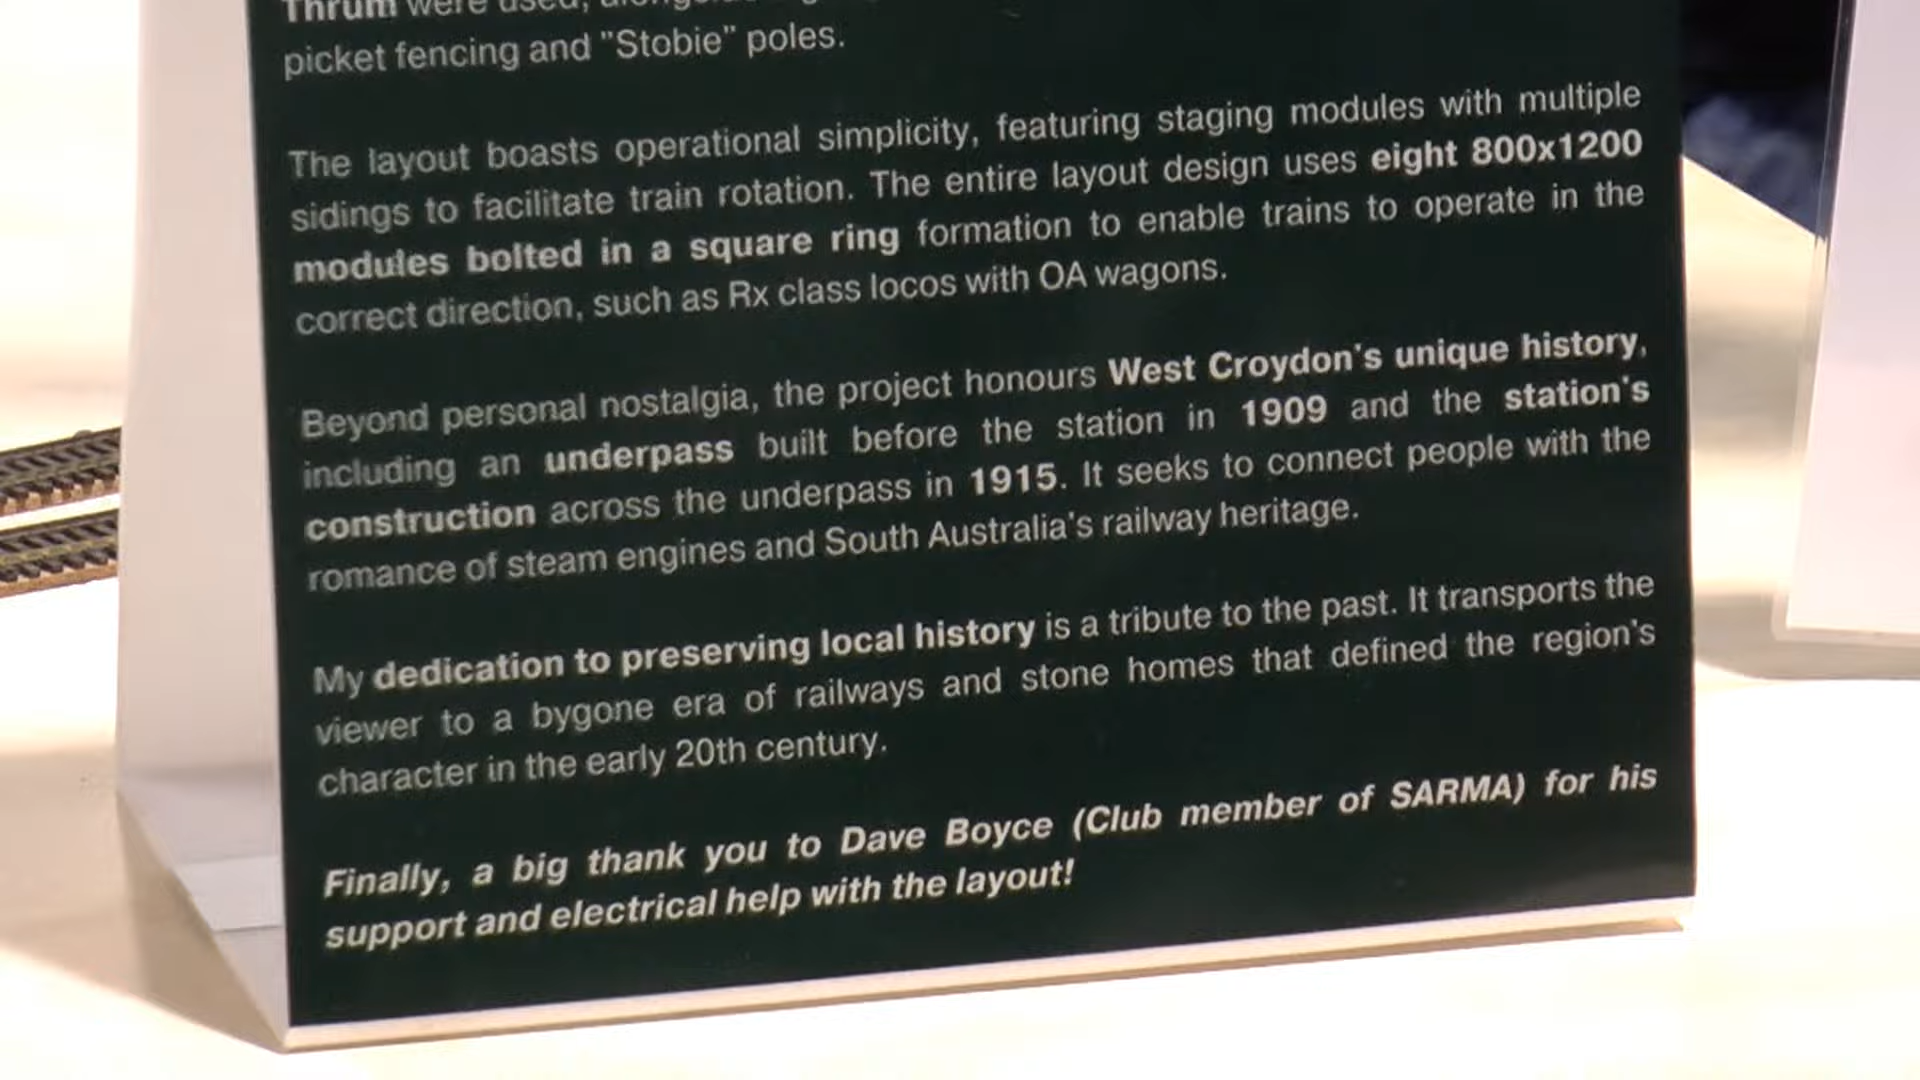 Thrum were used,
picket fencing and "Stobie" poles.
The layout boasts operational simplicity, featuring staging modules with multiple
sidings to facilitate train rotation. The entire layout design uses eight 800x1200
modules bolted in a square ring formation to enable trains to operate in the
correct direction, such as Rx class locos with OA wagons.
Beyond personal nostalgia, the project honours West Croydon's unique history,
including an underpass built before the station in 1909 and the station's
construction across the underpass in 1915. It seeks to connect people with the
romance of steam engines and South Australia's railway heritage.
My dedication to preserving local history is a tribute to the past. It transports the
viewer to a bygone era of railways and stone homes that defined the region's
character in the early 20th century.
Finally, a big thank you to Dave Boyce (Club member of SARMA) for his
support and electrical help with the layout!